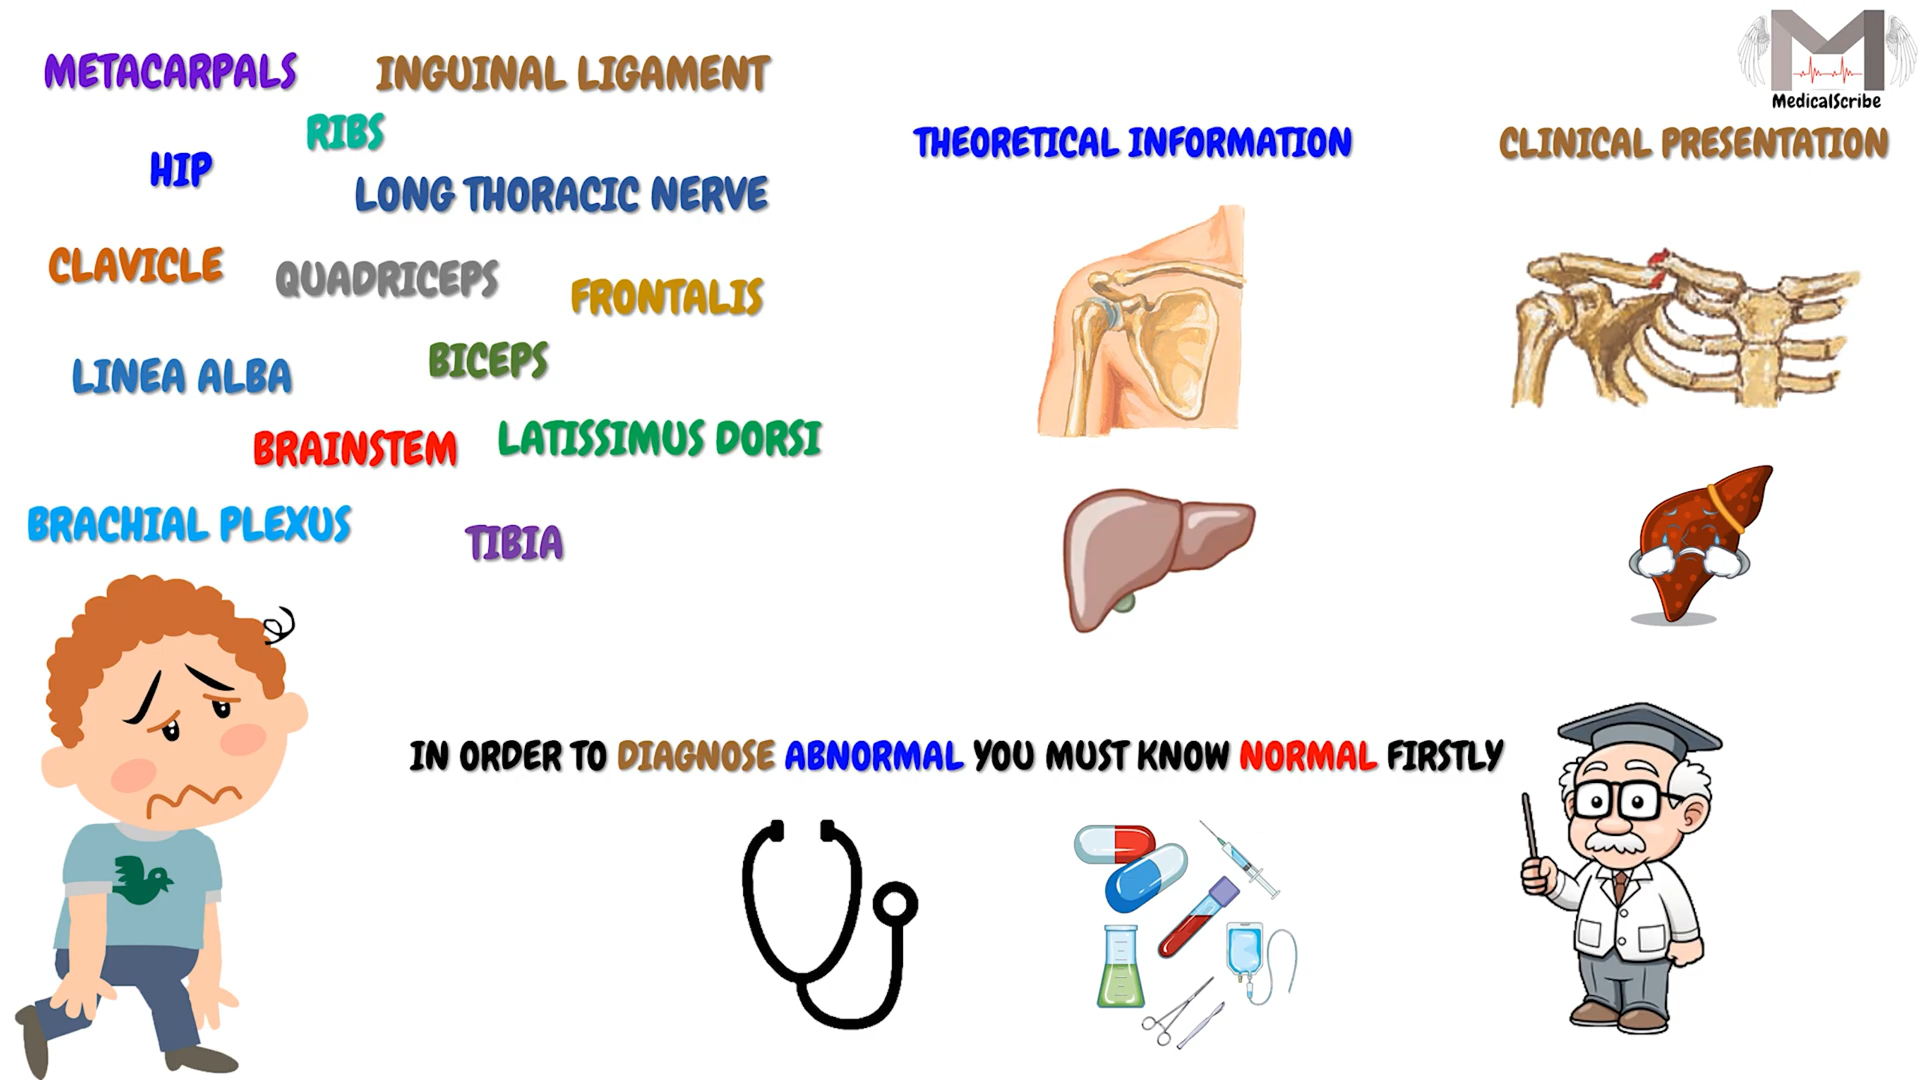 METACARPALS
INGUINAL LIGAMENT
RIBS
HIP
LONG THORACIC NERVE
CLAVICLE
QUADRICEPS
FRONTALIS
LINEA ALBA
BICEPS
BRAINSTEM
LATISSIMUS DORSI
BRACHIAL PLEXUS
TIBIA
THEORETICAL INFORMATION
M
MedicalScribe
CLINICAL PRESENTATION
IN ORDER TO DIAGNOSE ABNORMAL YOU MUST KNOW NORMAL FIRSTLY